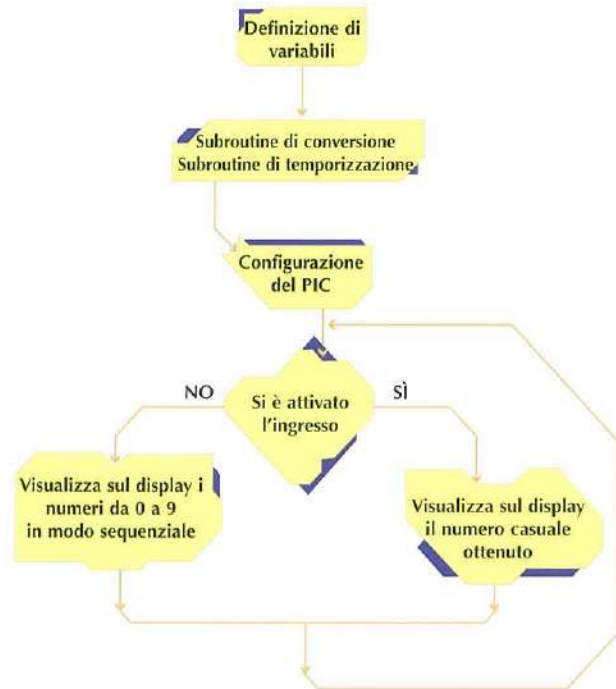 Definizione di
variabili
Subroutine di conversione
Subroutine di temporizzazione
Configurazione
del PIC
Si è attivato
l'ingresso
NO
SÌ
Visualizza sul display i
numeri da 0 a 9
in modo sequenziale
Visualizza sul display
il numero casuale
ottenuto